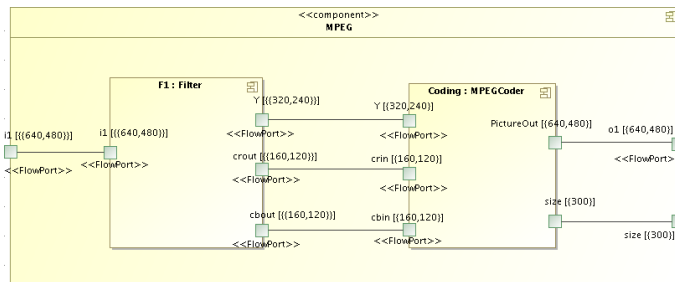 <<component>>
MPEG
F1 : Filter
Coding : MPEGCoder
Y [{(320,240)}]
Y [{320,240}]
<<FlowPort>>
<<FlowPort>>
PictureOut [{640,480}]
o1 [{640,480}]
<<FlowPort>>
i1 [{(640,480)}]
i1 [{(640,480)}]
<<FlowPort>>
<<FlowPort>>
crout [{(160,120)}]
crin [{160,120}]
<<FlowPort>>
<<FlowPort>>
size [{300}]
size [{300}]
cbout [{(160,120)}]
cbin [{160,120}]
<<FlowPort>>
<<FlowPort>>